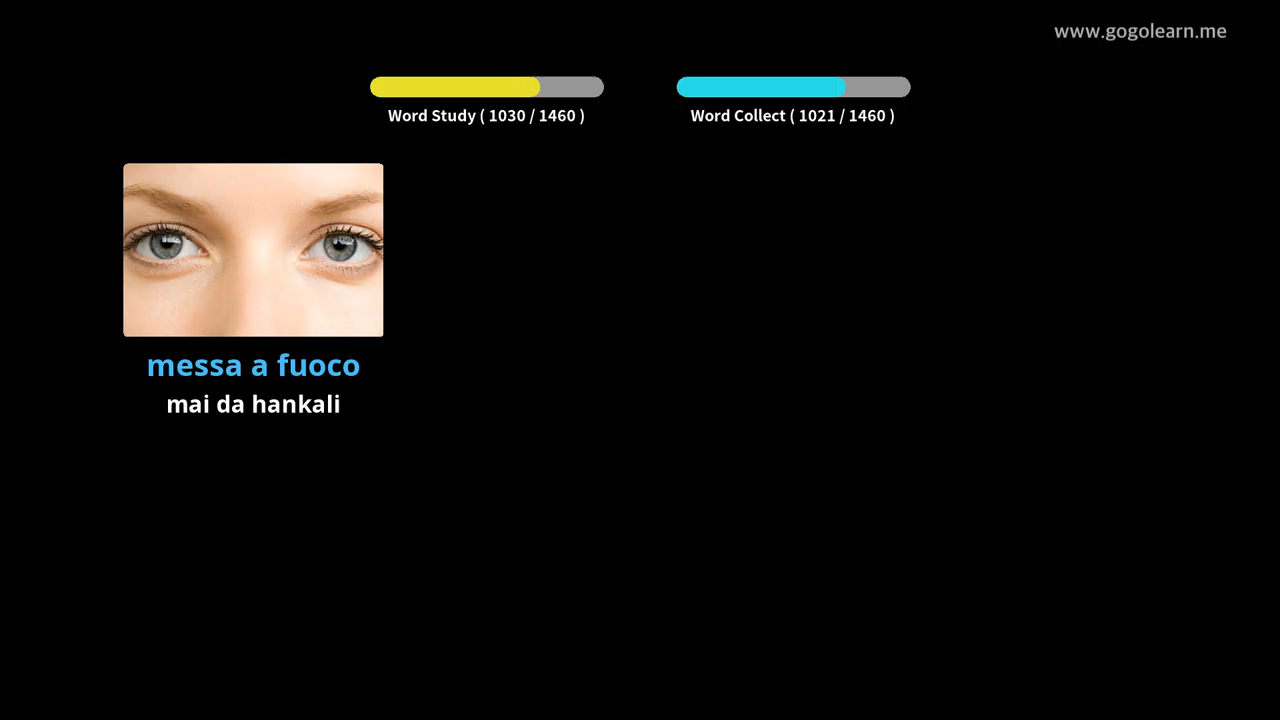 www.gogolearn.me
Word Study ( 1030 / 1460 )
Word Collect ( 1021 / 1460 )
messa a fuoco
mai da hankali